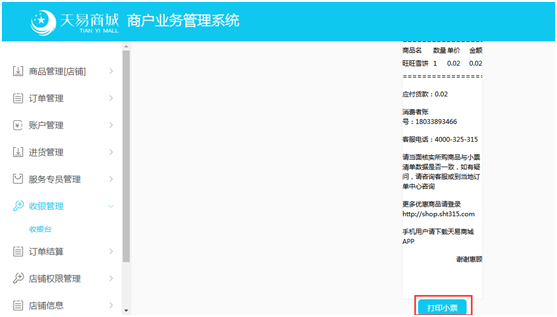 天易商城 商户业务管理系统
TIAN YI MALL
商品管理[店铺]
订单管理
账户管理
进货管理
服务专员管理
收银管理
收银台
订单结算
店铺权限管理
店铺信息
商品名 数量 单价 金额
旺旺雪饼 1 0.02 0.02
应付货款：0.02
消费者账
号：18033893466
客服电话：4000-325-315
请当面核实所购商品与小票
清单数据是否一致，如有疑
问，请咨询客服或到当地订
单中心咨询
更多优惠商品请登录
http://shop.sht315.com
手机用户请下载天易商城
APP
谢谢惠顾
打印小票